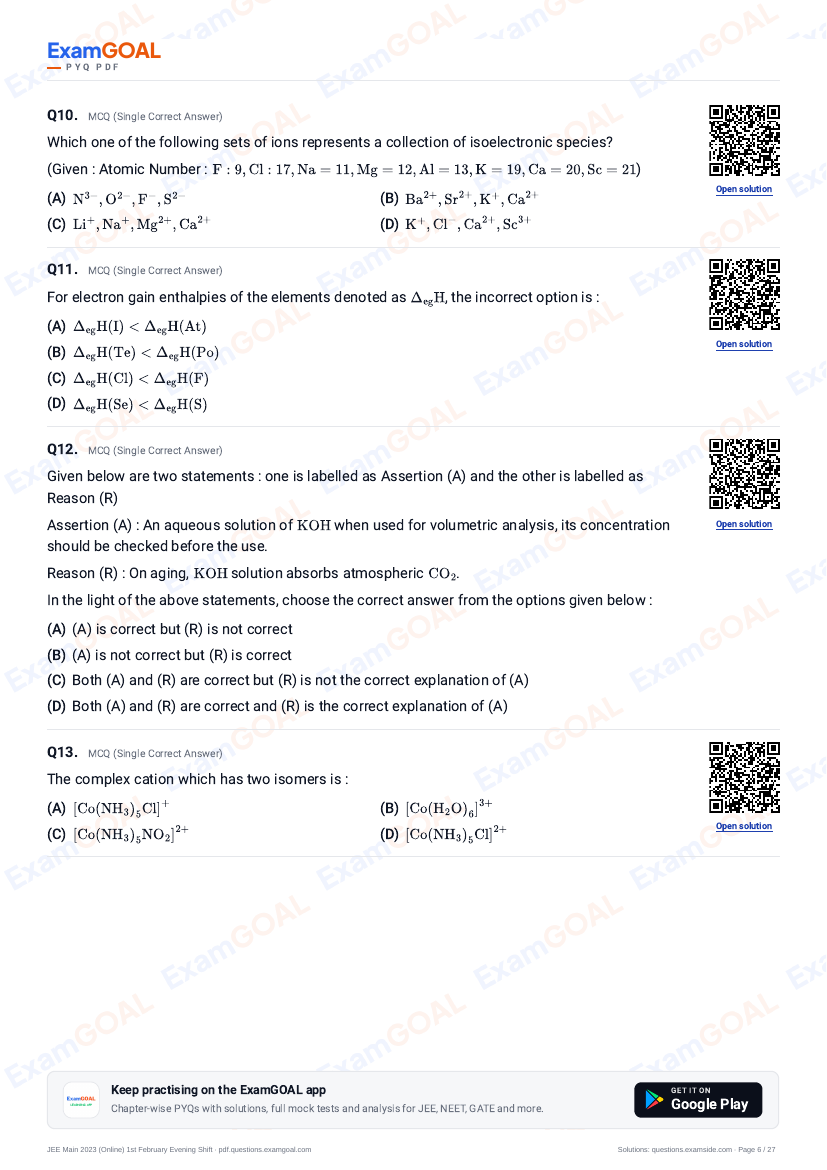 ExamGOAL
PYQ PDF
Q10. MCQ (Single Correct Answer)
Which one of the following sets of ions represents a collection of isoelectronic species?
(Given : Atomic Number : F : 9, Cl : 17, Na = 11, Mg = 12, Al = 13, K = 19, Ca = 20, Sc = 21)
(A) N³⁻, O²⁻, F⁻, S²⁻ (B) Ba²⁺, Sr²⁺, K⁺, Ca²⁺
(C) Li⁺, Na⁺, Mg²⁺, Ca²⁺ (D) K⁺, Cl⁻, Ca²⁺, Sc³⁺
Open solution
Q11. MCQ (Single Correct Answer)
For electron gain enthalpies of the elements denoted as Δ_egH, the incorrect option is :
(A) Δ_egH(I) < Δ_egH(At)
(B) Δ_egH(Te) < Δ_egH(Po)
(C) Δ_egH(Cl) < Δ_egH(F)
(D) Δ_egH(Se) < Δ_egH(S)
Open solution
Q12. MCQ (Single Correct Answer)
Given below are two statements : one is labelled as Assertion (A) and the other is labelled as
Reason (R)
Assertion (A) : An aqueous solution of KOH when used for volumetric analysis, its concentration
should be checked before the use.
Reason (R) : On aging, KOH solution absorbs atmospheric CO₂.
In the light of the above statements, choose the correct answer from the options given below :
(A) (A) is correct but (R) is not correct
(B) (A) is not correct but (R) is correct
(C) Both (A) and (R) are correct but (R) is not the correct explanation of (A)
(D) Both (A) and (R) are correct and (R) is the correct explanation of (A)
Open solution
Q13. MCQ (Single Correct Answer)
The complex cation which has two isomers is :
(A) [Co(NH₃)₅Cl]⁺ (B) [Co(H₂O)₆]³⁺
(C) [Co(NH₃)₅NO₂]²⁺ (D) [Co(NH₃)₅Cl]²⁺
Open solution
ExamGOAL
Keep practising on the ExamGOAL app
Chapter-wise PYQs with solutions, full mock tests and analysis for JEE, NEET, GATE and more.
GET IT ON
Google Play
JEE Main 2023 (Online) 1st February Evening Shift · pdf.questions.examgoal.com
Solutions: questions.examside.com · Page 6 / 27